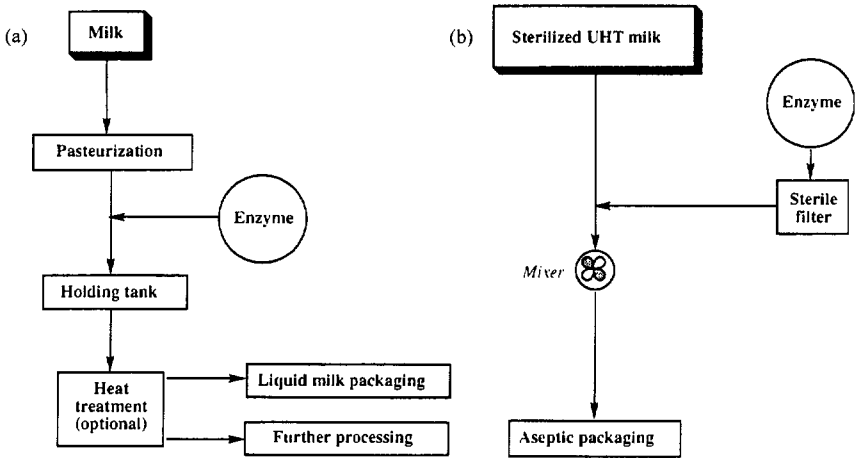 (a)
Milk
Pasteurization
Enzyme
Holding tank
Heat
treatment
(optional)
Liquid milk packaging
Further processing
(b)
Sterilized UHT milk
Enzyme
Sterile
filter
Mixer
Aseptic packaging